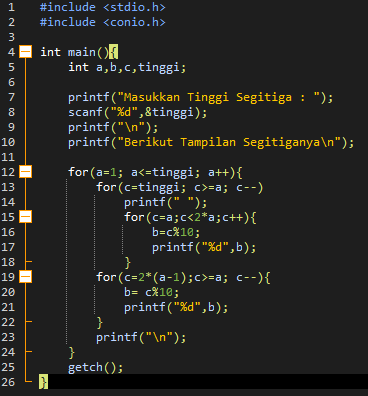 1 #include <stdio.h>
2 #include <conio.h>
3
4 int main(){
5 int a,b,c,tinggi;
6
7 printf("Masukkan Tinggi Segitiga : ");
8 scanf("%d",&tinggi);
9 printf("\n");
10 printf("Berikut Tampilan Segitiganya\n");
11
12 for(a=1; a<=tinggi; a++){
13 for(c=tinggi; c>=a; c--)
14 printf(" ");
15 for(c=a;c<2*a;c++){
16 b=c%10;
17 printf("%d",b);
18 }
19 for(c=2*(a-1);c>=a; c--){
20 b= c%10;
21 printf("%d",b);
22 }
23 printf("\n");
24 }
25 getch();
26 }